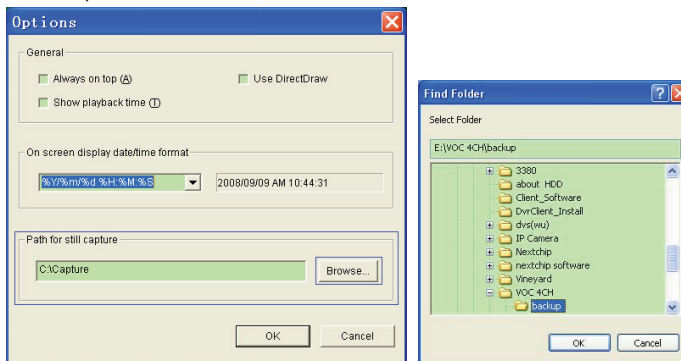 Options
General
Always on top (A)
Use DirectDraw
Show playback time (T)
On screen display date/time format
%Y/%m/%d %H:%M:%S
2008/09/09 AM 10:44:31
Path for still capture
C:\Capture
Browse...
OK
Cancel
Find Folder
Select Folder
E:\VOC 4CH\backup
3380
about HDD
Client_Software
DvrClient_Install
dvs(wu)
IP Camera
Nextchip
nextchip software
Vineyard
VOC 4CH
backup
OK
Cancel